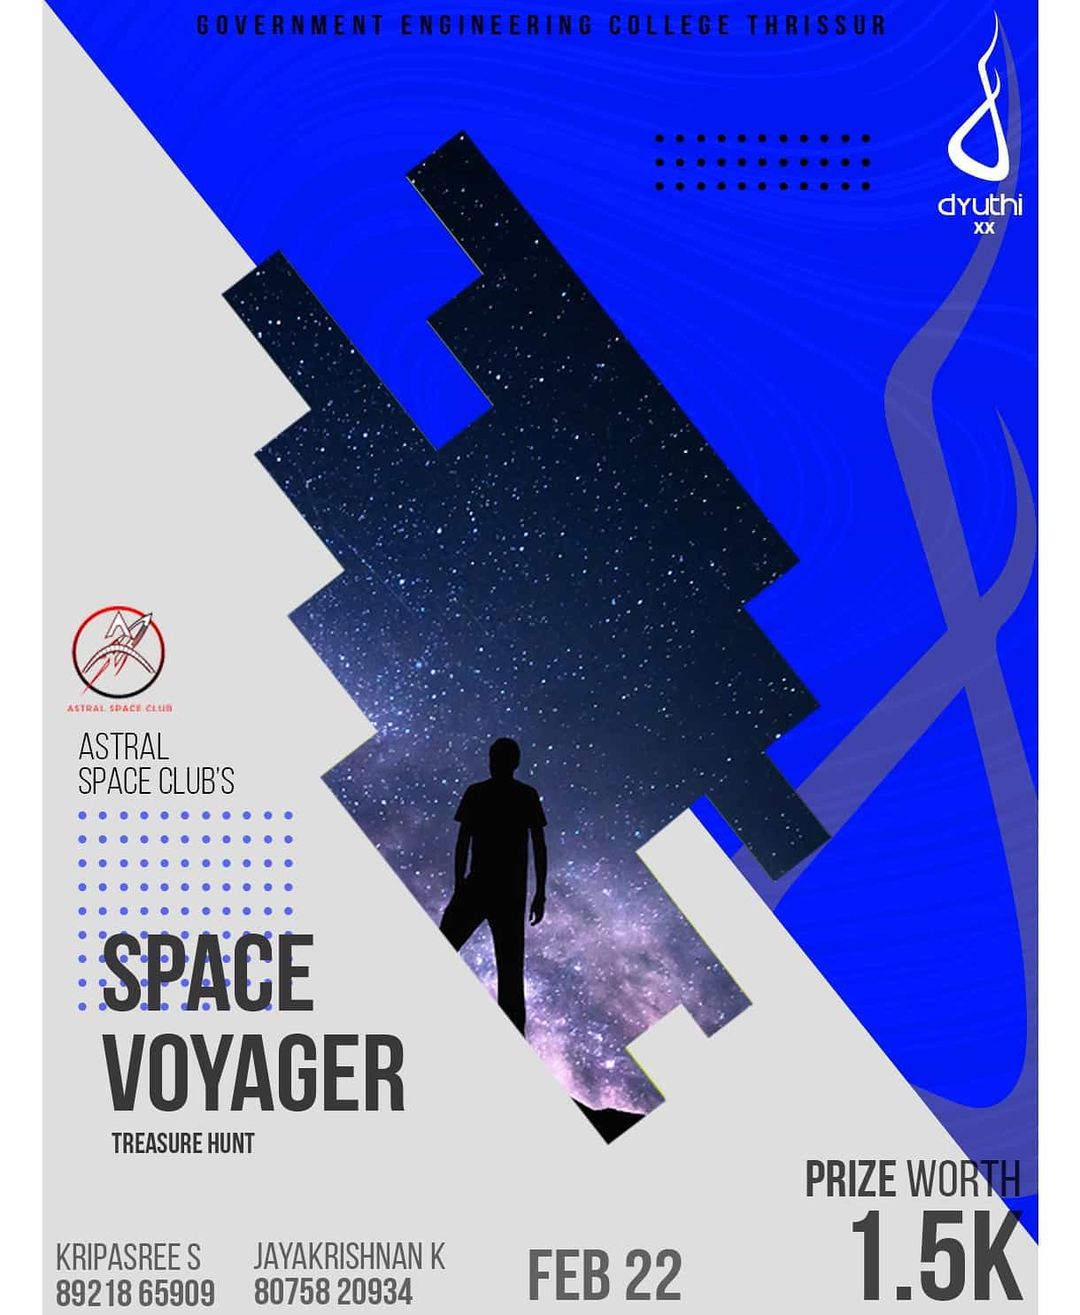 GOVERNMENT ENGINEERING COLLEGE THRISSUR
dyuthi
xx
ASTRAL SPACE CLUB
ASTRAL
SPACE CLUB'S
SPACE
VOYAGER
TREASURE HUNT
PRIZE WORTH
1.5K
KRIPASREE S
89218 65909
JAYAKRISHNAN K
80758 20934
FEB 22